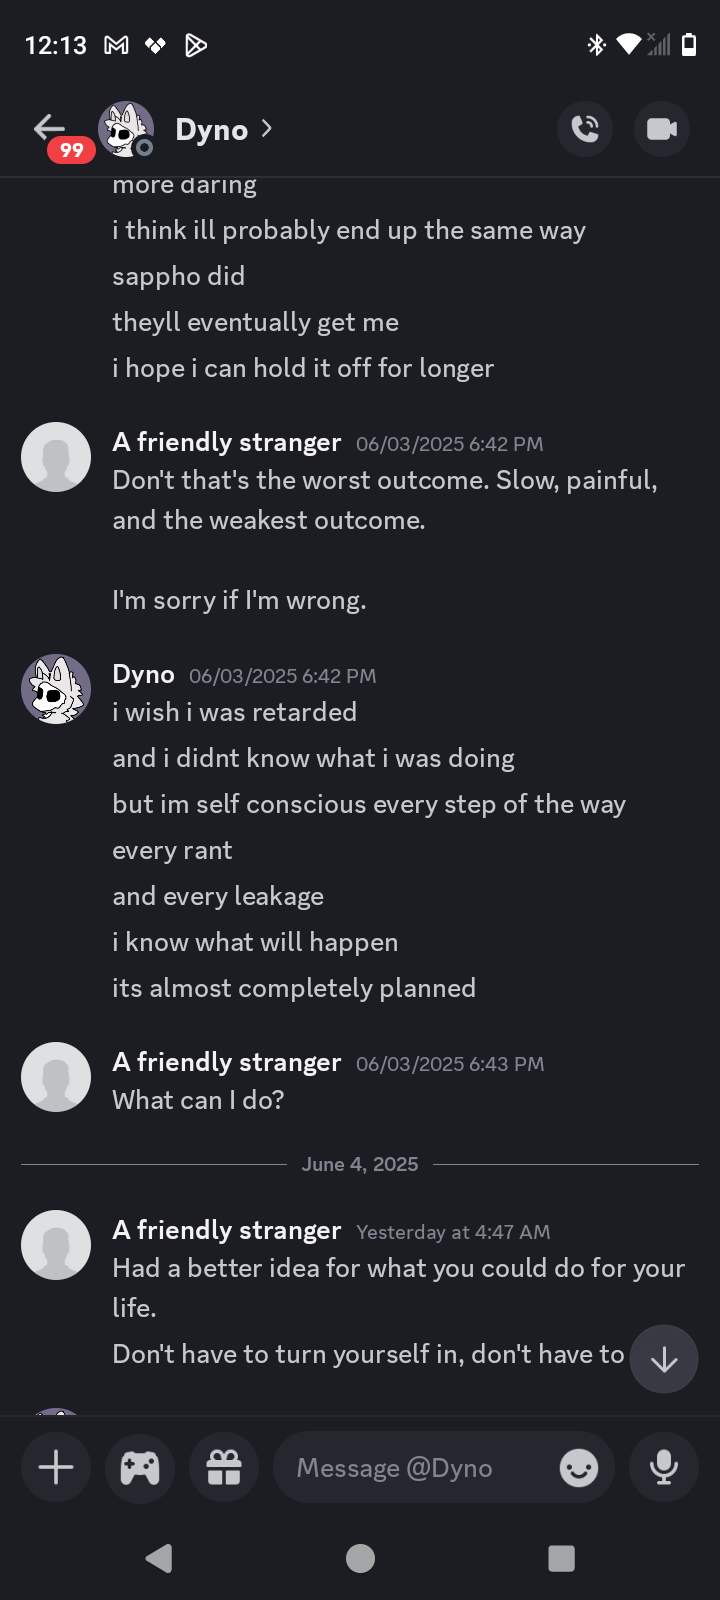 12:13
99
Dyno
more daring
i think ill probably end up the same way
sappho did
theyll eventually get me
i hope i can hold it off for longer
A friendly stranger 06/03/2025 6:42 PM
Don't that's the worst outcome. Slow, painful,
and the weakest outcome.
I'm sorry if I'm wrong.
Dyno 06/03/2025 6:42 PM
i wish i was retarded
and i didnt know what i was doing
but im self conscious every step of the way
every rant
and every leakage
i know what will happen
its almost completely planned
A friendly stranger 06/03/2025 6:43 PM
What can I do?
June 4, 2025
A friendly stranger Yesterday at 4:47 AM
Had a better idea for what you could do for your
life.
Don't have to turn yourself in, don't have to
Message @Dyno